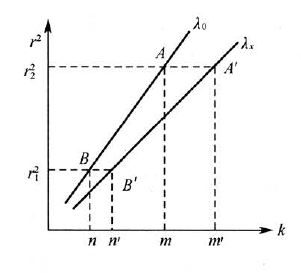 r² λ₀
A λₓ
r₂² A'
B
r₁² B'
n n' m m' k